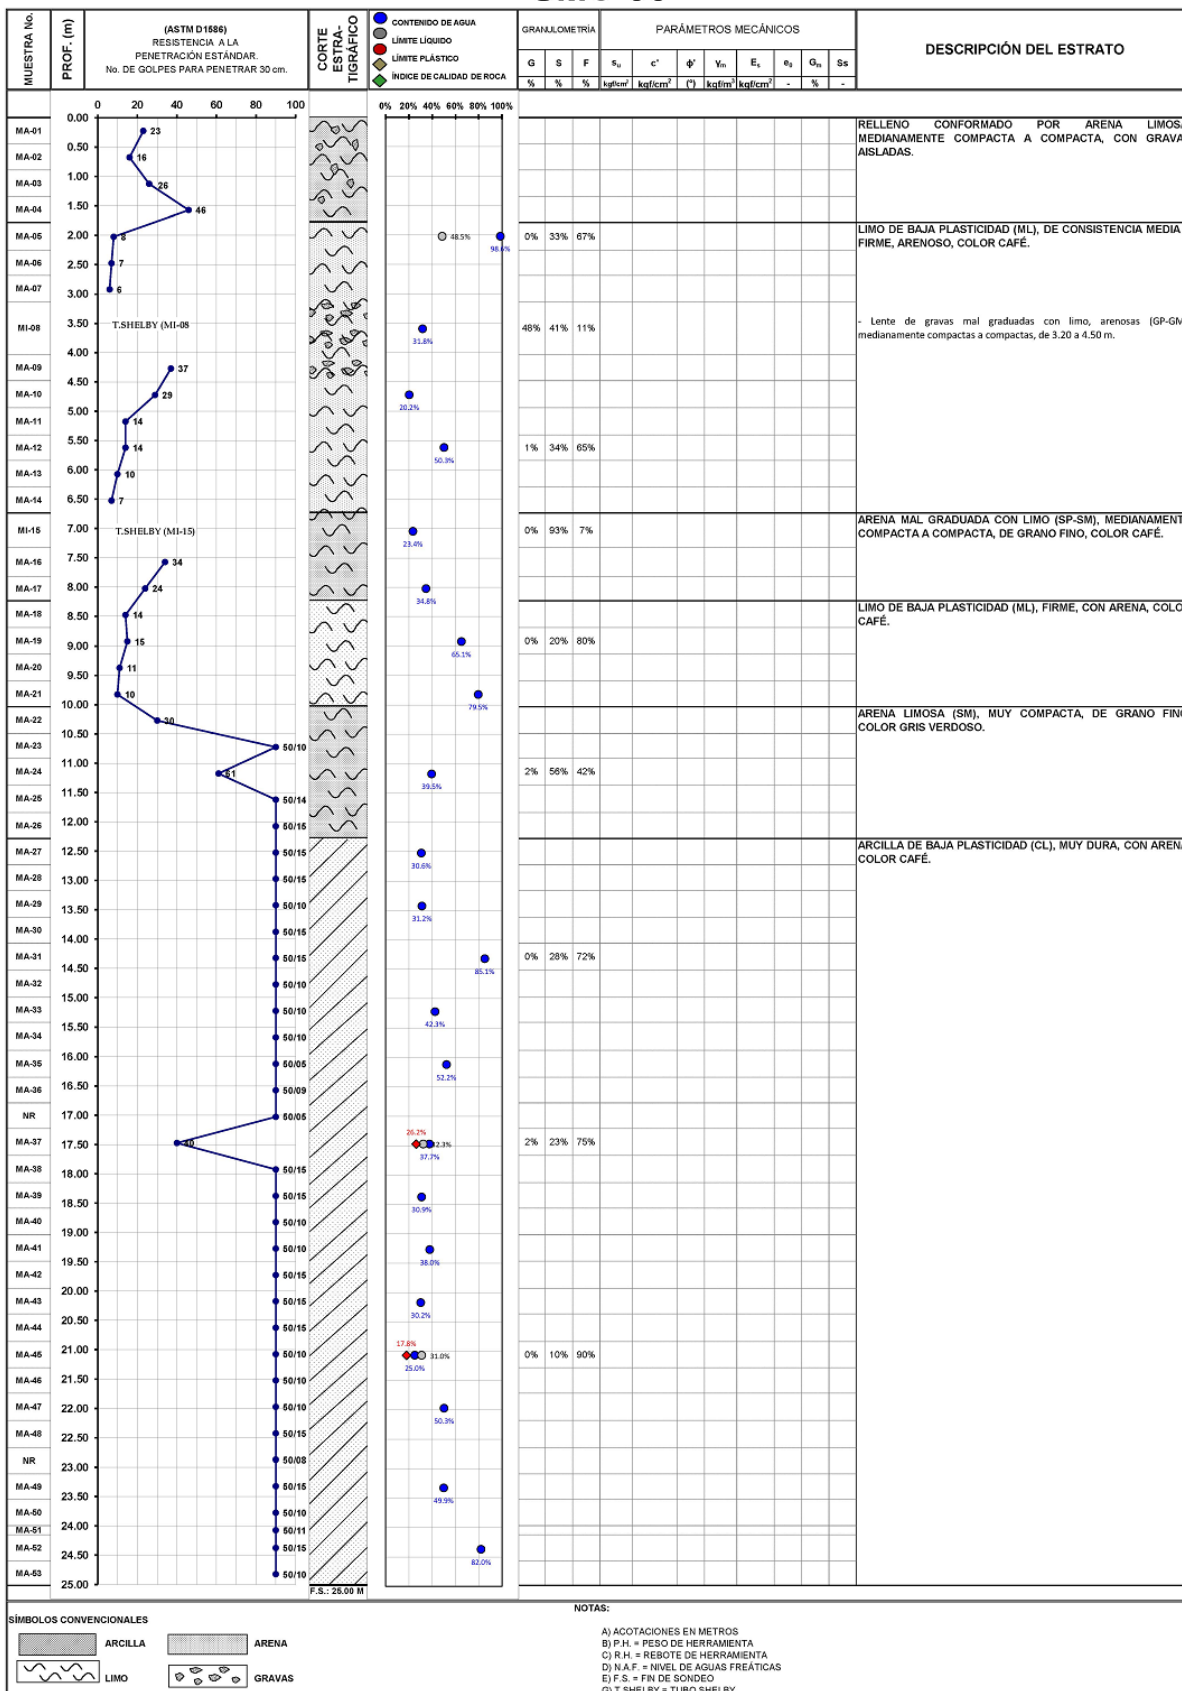 MUESTRA No.
PROF. (m)
(ASTM D1586)
RESISTENCIA A LA
PENETRACIÓN ESTÁNDAR.
No. DE GOLPES PARA PENETRAR 30 cm.
CORTE
ESTRA-
TIGRÁFICO
CONTENIDO DE AGUA
LÍMITE LÍQUIDO
LÍMITE PLÁSTICO
ÍNDICE DE CALIDAD DE ROCA
GRANULOMETRÍA
PARÁMETROS MECÁNICOS
DESCRIPCIÓN DEL ESTRATO
G S F su c' ϕ' γm Es e0 Gm Ss
% % % kgf/cm² kgf/cm² (°) kgf/m³ kgf/cm² - % -
0 20 40 60 80 100
0% 20% 40% 60% 80% 100%
0.00
MA-01 23
RELLENO CONFORMADO POR ARENA LIMOSA
MEDIANAMENTE COMPACTA A COMPACTA, CON GRAVA
AISLADAS.
0.50
MA-02 16
1.00
MA-03 26
1.50
MA-04 46
2.00
MA-05 8 48.5% 98.6% 0% 33% 67%
LIMO DE BAJA PLASTICIDAD (ML), DE CONSISTENCIA MEDIA
FIRME, ARENOSO, COLOR CAFÉ.
MA-06 7
2.50
MA-07 6
3.00
MI-08 3.50 T.SHELBY (MI-08 31.8% 48% 41% 11%
- Lente de gravas mal graduadas con limo, arenosas (GP-GM
medianamente compactas a compactas, de 3.20 a 4.50 m.
4.00
MA-09 37
4.50
MA-10 29 20.2%
5.00
MA-11 14
5.50
MA-12 14 50.3% 1% 34% 65%
6.00
MA-13 10
6.50
MA-14 7
7.00
MI-15 T.SHELBY (MI-15) 23.4% 0% 93% 7%
ARENA MAL GRADUADA CON LIMO (SP-SM), MEDIANAMENT
COMPACTA A COMPACTA, DE GRANO FINO, COLOR CAFÉ.
7.50
MA-16 34
8.00
MA-17 24 34.8%
8.50
MA-18 14
LIMO DE BAJA PLASTICIDAD (ML), FIRME, CON ARENA, COLO
CAFÉ.
9.00
MA-19 15 65.1% 0% 20% 80%
MA-20 11
9.50
MA-21 10 79.5%
10.00
MA-22 30
ARENA LIMOSA (SM), MUY COMPACTA, DE GRANO FINO
COLOR GRIS VERDOSO.
10.50
MA-23 50/10
11.00
MA-24 61 39.5% 2% 56% 42%
11.50
MA-25 50/14
12.00
MA-26 50/15
12.50
MA-27 50/15 30.6%
ARCILLA DE BAJA PLASTICIDAD (CL), MUY DURA, CON ARENA
COLOR CAFÉ.
13.00
MA-28 50/15
13.50
MA-29 50/10 31.2%
MA-30 50/15
14.00
MA-31 50/15 85.1% 0% 28% 72%
14.50
MA-32 50/10
15.00
MA-33 50/10 42.3%
15.50
MA-34 50/10
16.00
MA-35 50/05 52.2%
16.50
MA-36 50/09
17.00
NR 50/05
17.50
MA-37 40 26.2% 32.3% 37.7% 2% 23% 75%
MA-38 50/15
18.00
MA-39 50/15 30.9%
18.50
MA-40 50/10
19.00
MA-41 50/10 38.0%
19.50
MA-42 50/15
20.00
MA-43 50/15 30.2%
20.50
MA-44 50/15
21.00
MA-45 50/10 17.8% 31.0% 25.0% 0% 10% 90%
21.50
MA-46 50/10
22.00
MA-47 50/10 50.3%
MA-48 50/15
22.50
NR 50/08
23.00
MA-49 50/15 49.9%
23.50
MA-50 50/10
24.00
MA-51 50/11
MA-52 50/15 82.0%
24.50
MA-53 50/10
25.00
F.S.: 25.00 M
SÍMBOLOS CONVENCIONALES
ARCILLA
ARENA
LIMO
GRAVAS
NOTAS:
A) ACOTACIONES EN METROS
B) P.H. = PESO DE HERRAMIENTA
C) R.H. = REBOTE DE HERRAMIENTA
D) N.A.F. = NIVEL DE AGUAS FREÁTICAS
E) F.S. = FIN DE SONDEO
G) T.SHELBY = TUBO SHELBY